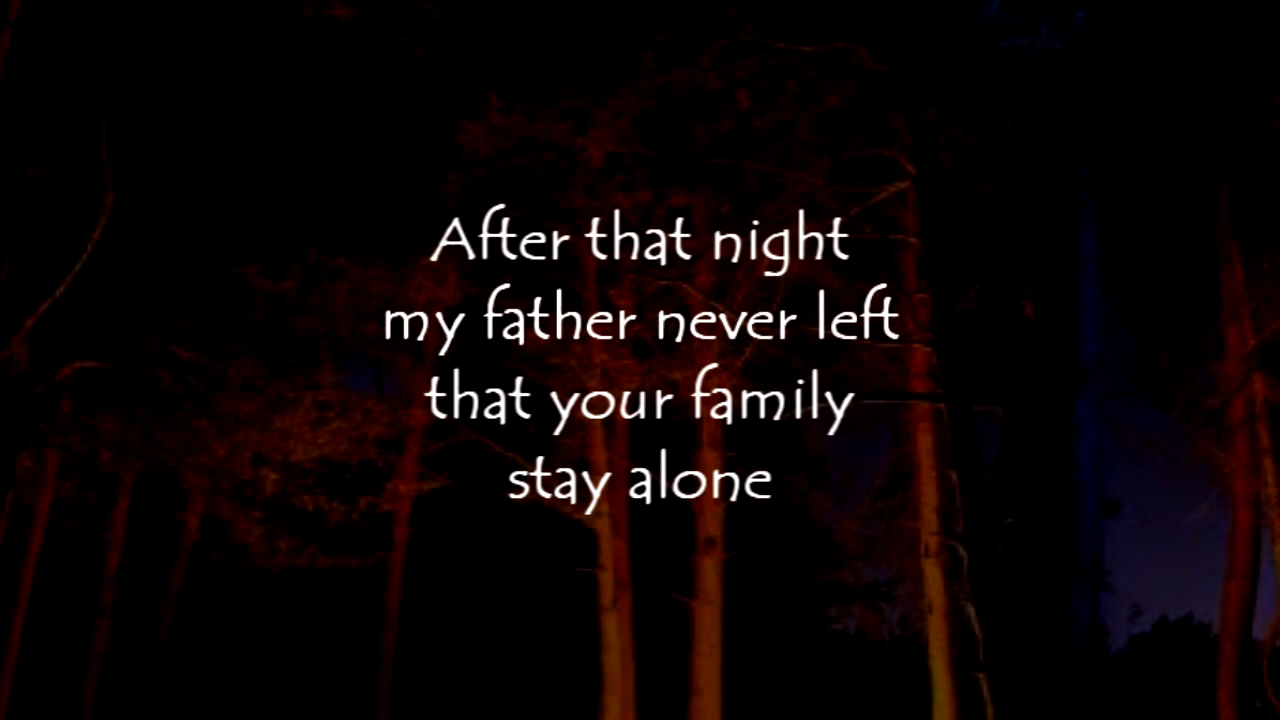 After that night
my father never left
that your family
stay alone